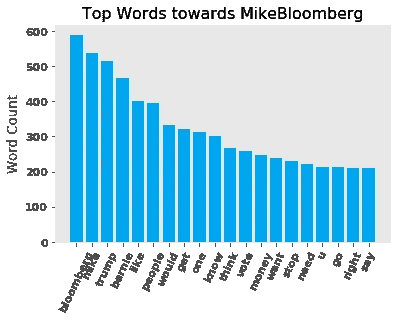 Top Words towards MikeBloomberg
Word Count
600
500
400
300
200
100
0
bloomberg
mike
trump
bernie
like
people
would
get
one
know
think
vote
money
want
stop
need
u
go
right
say